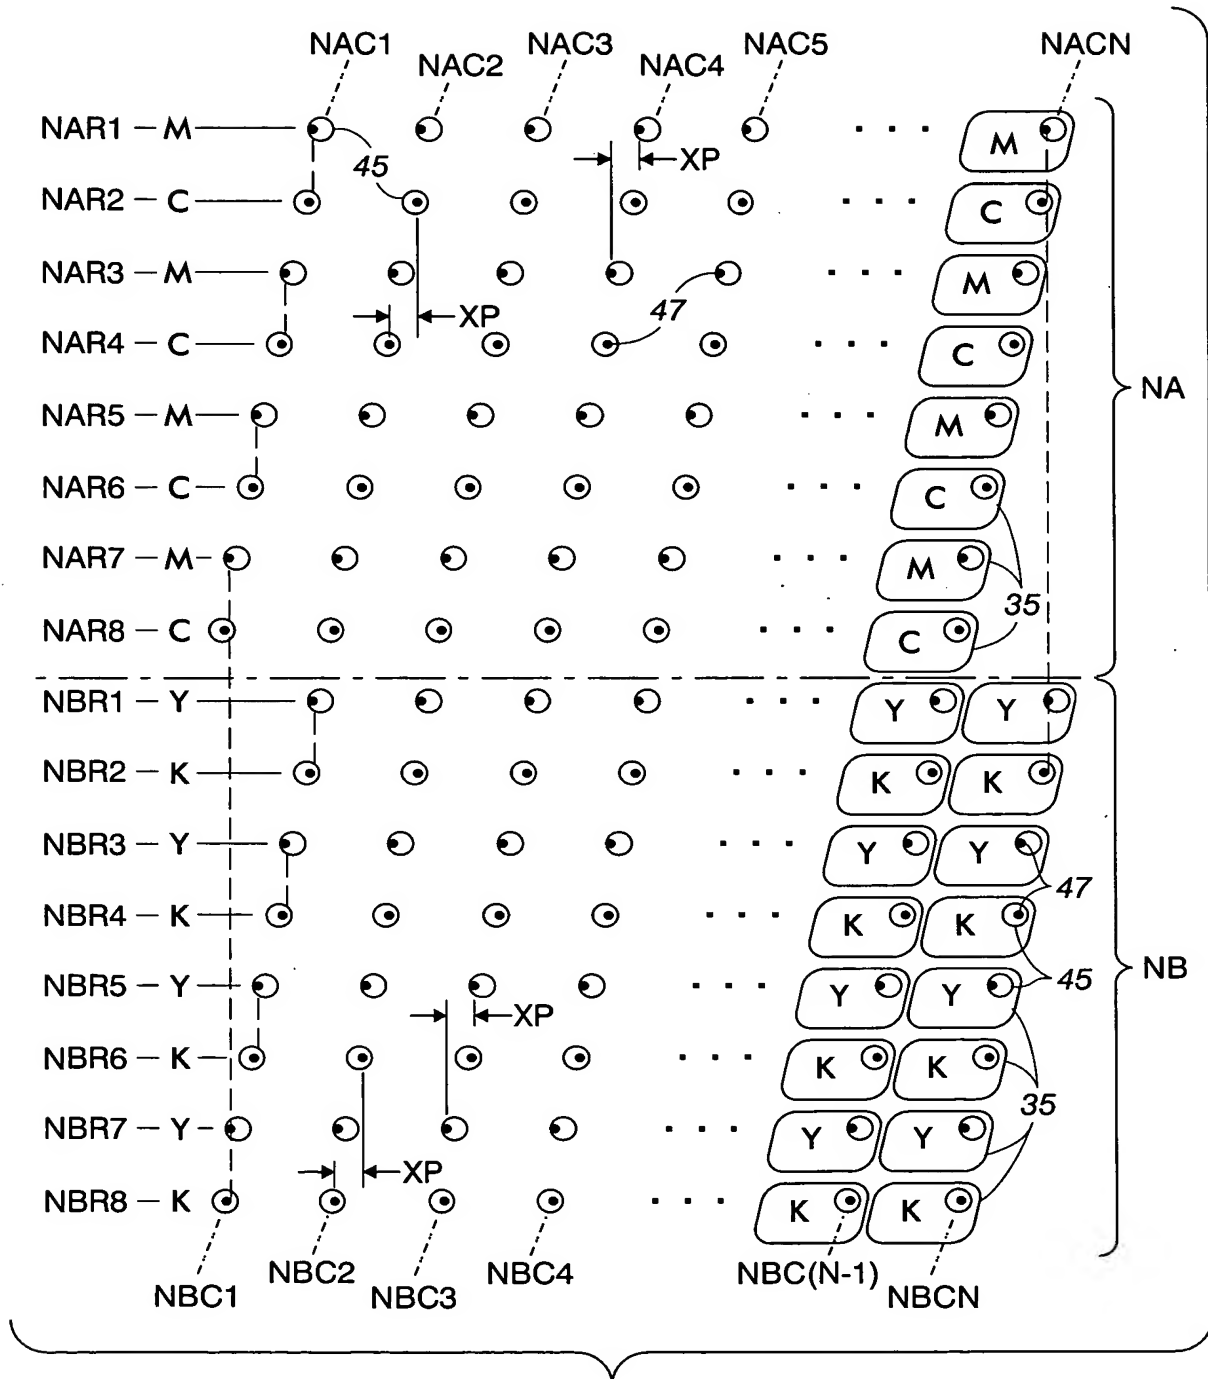 NAC1 NAC2 NAC3 NAC4 NAC5 NACN
NAR1 – M M
45 XP
NAR2 – C C
NAR3 – M M
XP 47
NAR4 – C C
NA
NAR5 – M M
NAR6 – C C
NAR7 – M M
35
NAR8 – C C
NBR1 – Y Y Y
NBR2 – K K K
NBR3 – Y Y Y
47
NBR4 – K K K
NB
45
NBR5 – Y Y Y
XP
NBR6 – K K K
35
NBR7 – Y Y Y
XP
NBR8 – K K K
NBC1 NBC2 NBC3 NBC4 NBC(N-1) NBCN